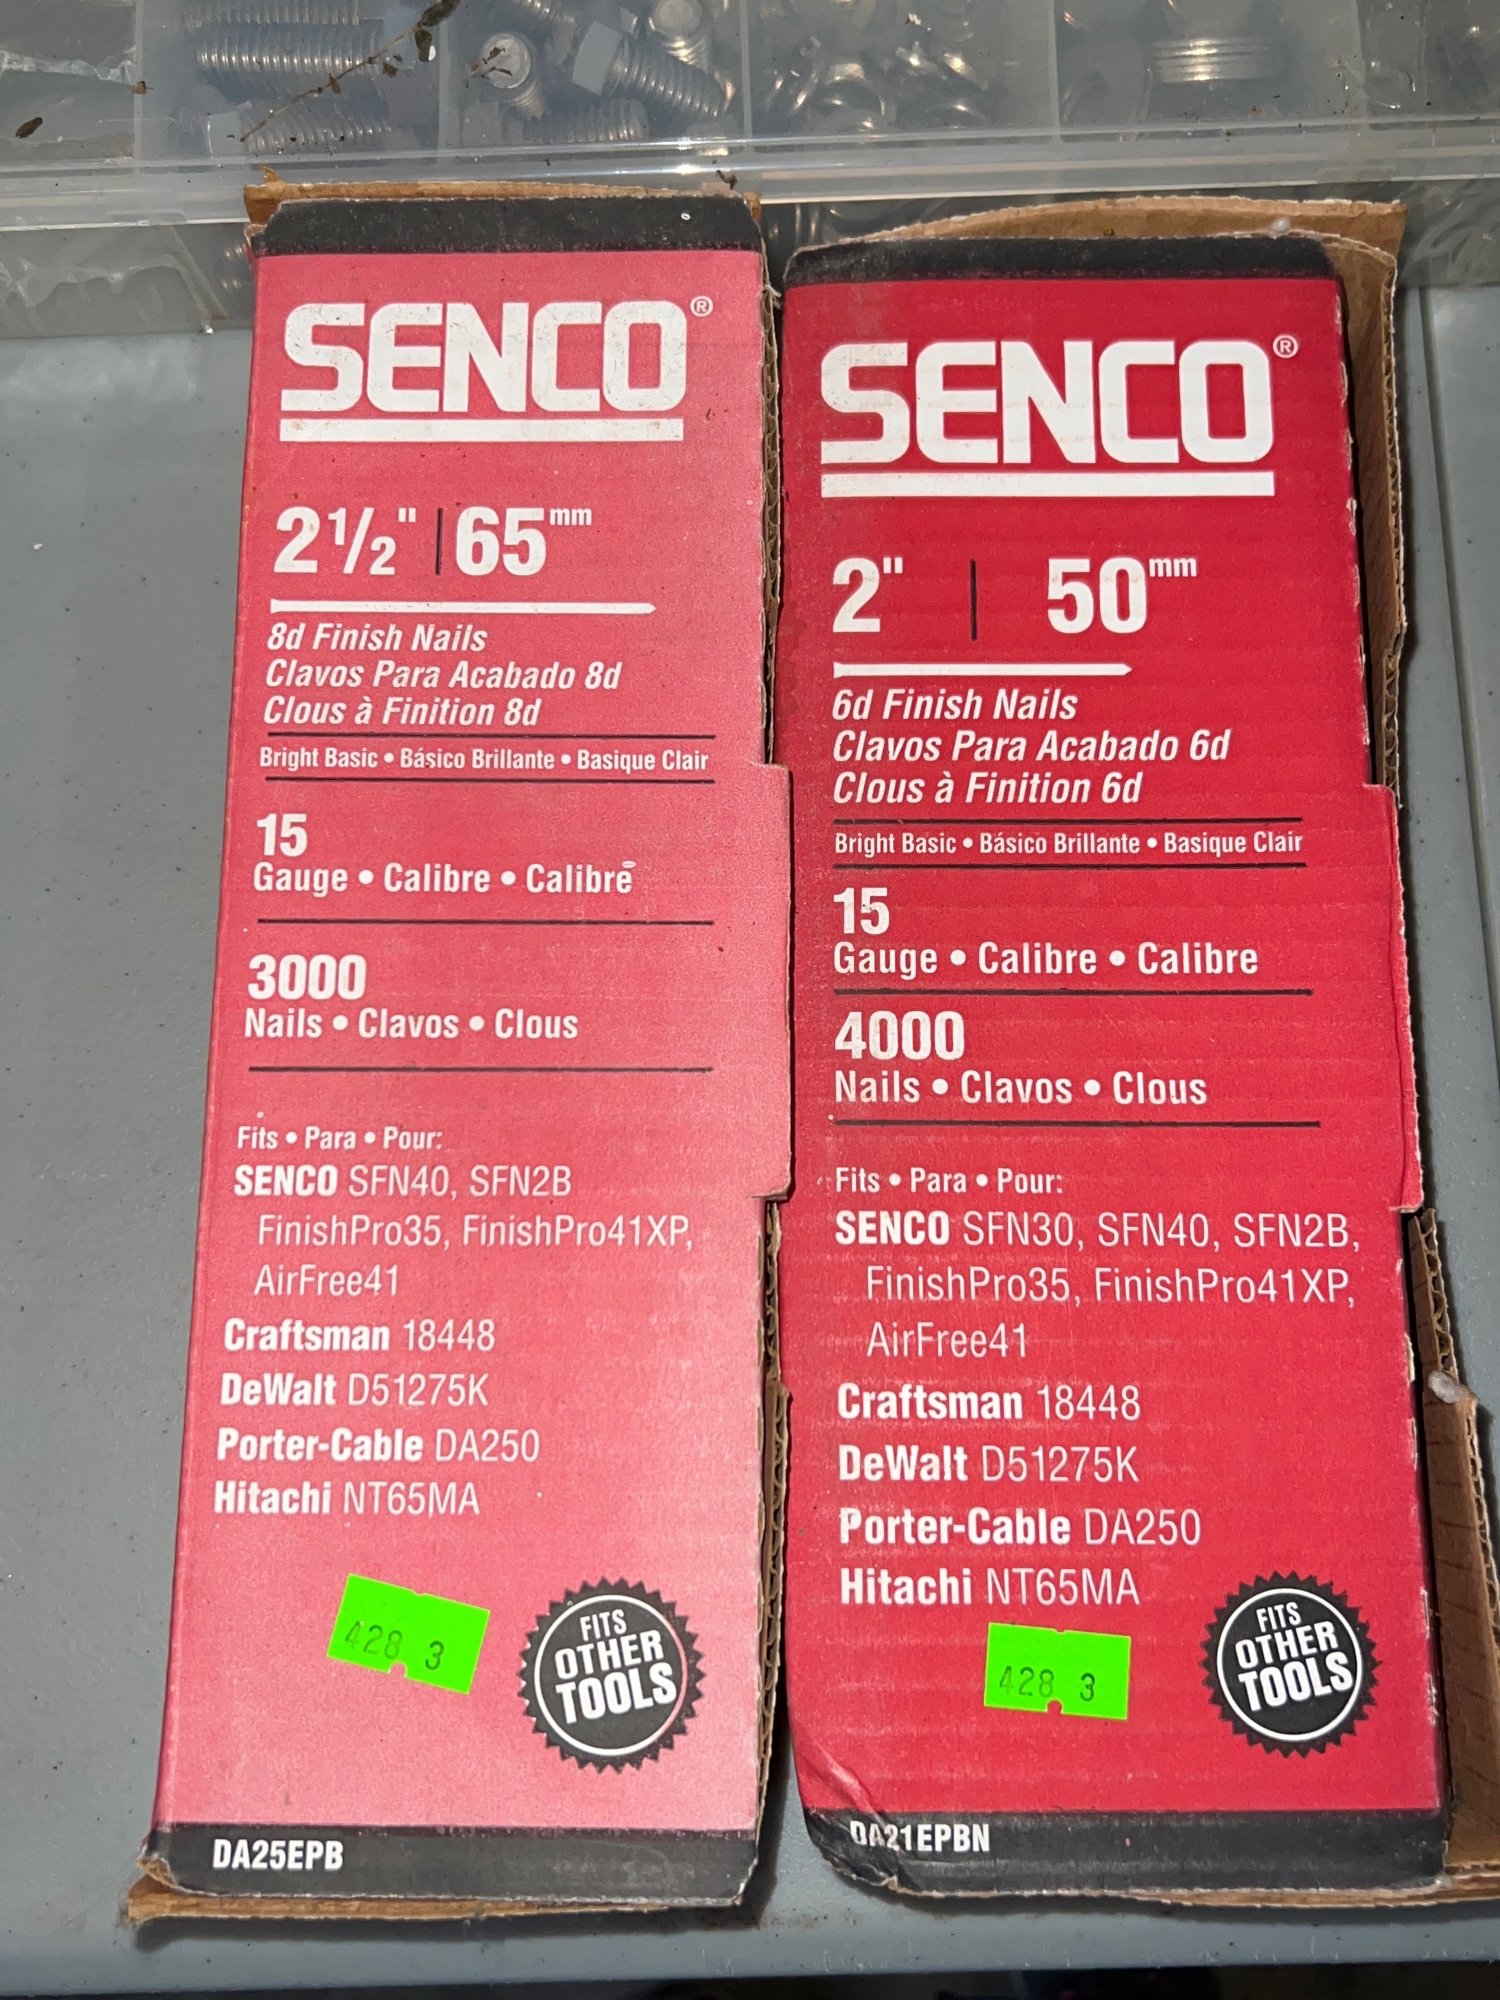 SENCO®
2½" | 65mm
8d Finish Nails
Clavos Para Acabado 8d
Clous à Finition 8d
Bright Basic • Básico Brillante • Basique Clair
15
Gauge • Calibre • Calibre
3000
Nails • Clavos • Clous
Fits • Para • Pour:
SENCO SFN40, SFN2B
FinishPro35, FinishPro41XP,
AirFree41
Craftsman 18448
DeWalt D51275K
Porter-Cable DA250
Hitachi NT65MA
428 3
FITS
OTHER
TOOLS
DA25EPB
SENCO®
2" | 50mm
6d Finish Nails
Clavos Para Acabado 6d
Clous à Finition 6d
Bright Basic • Básico Brillante • Basique Clair
15
Gauge • Calibre • Calibre
4000
Nails • Clavos • Clous
Fits • Para • Pour:
SENCO SFN30, SFN40, SFN2B,
FinishPro35, FinishPro41XP,
AirFree41
Craftsman 18448
DeWalt D51275K
Porter-Cable DA250
Hitachi NT65MA
428 3
FITS
OTHER
TOOLS
DA21EPBN